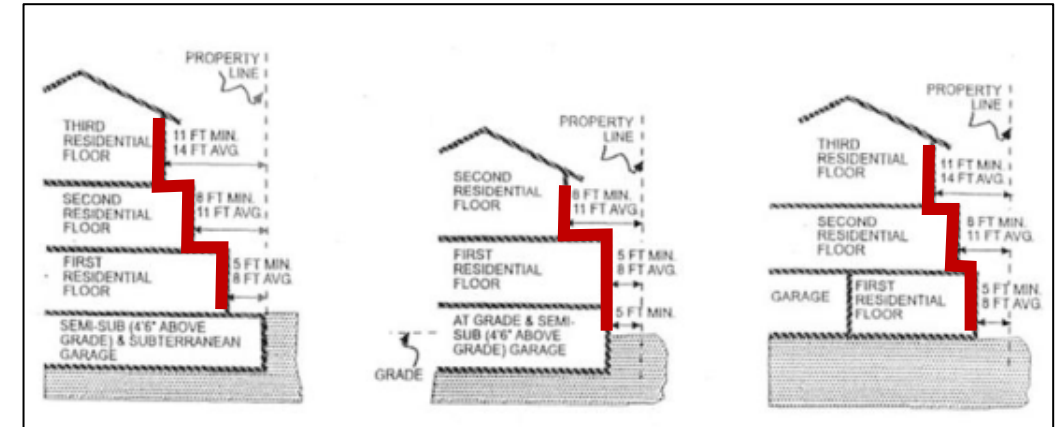 PROPERTY
LINE
THIRD
RESIDENTIAL
FLOOR
11 FT MIN.
14 FT AVG.
SECOND
RESIDENTIAL
FLOOR
8 FT MIN.
11 FT AVG.
FIRST
RESIDENTIAL
FLOOR
5 FT MIN.
8 FT AVG.
SEMI-SUB (4'6" ABOVE
GRADE) & SUBTERRANEAN
GARAGE
PROPERTY
LINE
SECOND
RESIDENTIAL
FLOOR
8 FT MIN.
11 FT AVG.
FIRST
RESIDENTIAL
FLOOR
5 FT MIN.
8 FT AVG.
AT GRADE & SEMI-
SUB (4'6" ABOVE
GRADE) GARAGE
5 FT MIN.
GRADE
PROPERTY
LINE
THIRD
RESIDENTIAL
FLOOR
11 FT MIN.
14 FT AVG.
SECOND
RESIDENTIAL
FLOOR
8 FT MIN.
11 FT AVG.
GARAGE
FIRST
RESIDENTIAL
FLOOR
5 FT MIN.
8 FT AVG.